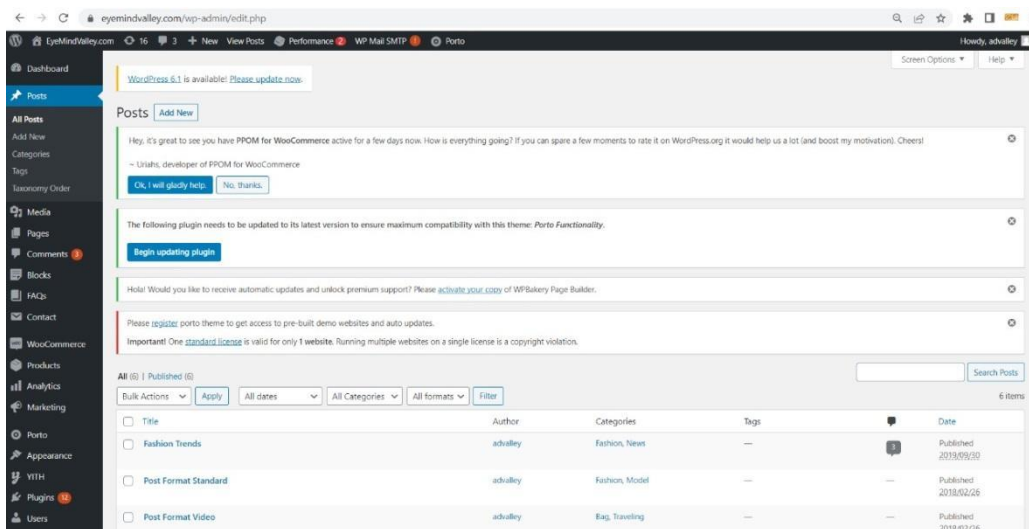 eyemindvalley.com/wp-admin/edit.php
EyeMindValley.com 16 3 + New View Posts Performance 2 WP Mail SMTP ! Porto Howdy, advalley
Screen Options Help
Dashboard
WordPress 6.1 is available! Please update now.
Posts
Posts Add New
All Posts
Add New
Categories
Tags
Taxonomy Order
Hey, it's great to see you have PPOM for WooCommerce active for a few days now. How is everything going? If you can spare a few moments to rate it on WordPress.org it would help us a lot (and boost my motivation). Cheers!
~ Uriahs, developer of PPOM for WooCommerce
Ok, I will gladly help. No, thanks.
Media
Pages
Comments 3
Blocks
FAQs
Contact
The following plugin needs to be updated to its latest version to ensure maximum compatibility with this theme: Porto Functionality.
Begin updating plugin
Hola! Would you like to receive automatic updates and unlock premium support? Please activate your copy of WPBakery Page Builder.
Please register porto theme to get access to pre-built demo websites and auto updates.
Important! One standard license is valid for only 1 website. Running multiple websites on a single license is a copyright violation.
WooCommerce
Products
Analytics
Marketing
Porto
Appearance
YITH
Plugins 12
Users
Search Posts
All (6) | Published (6)
Bulk Actions Apply All dates All Categories All formats Filter 6 items
Title Author Categories Tags Date
Fashion Trends advalley Fashion, News — 3 Published
2019/09/30
Post Format Standard advalley Fashion, Model — — Published
2018/02/26
Post Format Video advalley Bag, Traveling — — Published
2018/02/26